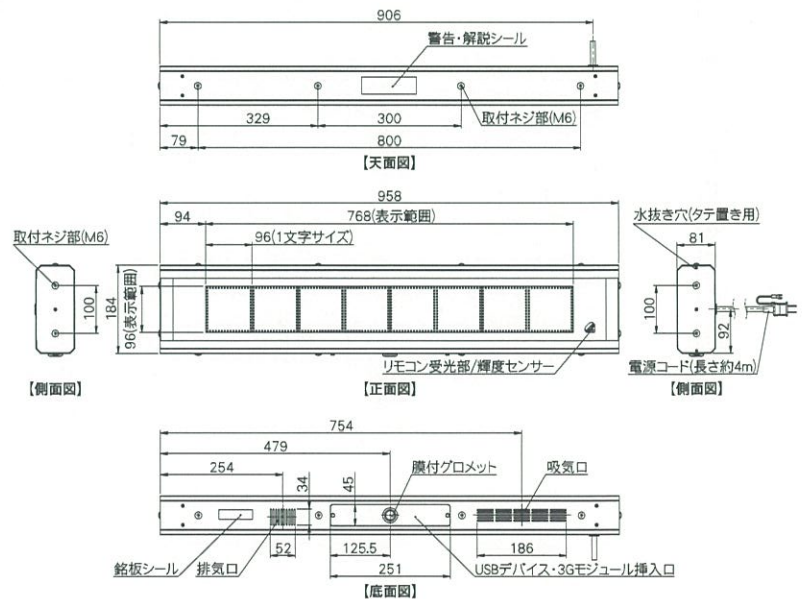 906
警告・解説シール
329
300
取付ネジ部(M6)
79
800
【天面図】
958
水抜き穴(タテ置き用)
94
768(表示範囲)
81
取付ネジ部(M6)
96(1文字サイズ)
100
184
96(表示範囲)
100
92
リモコン受光部/輝度センサー
電源コード(長さ約4m)
【側面図】
【正面図】
【側面図】
754
479
膜付グロメット
吸気口
254
34
45
52
125.5
186
銘板シール
排気口
251
USBデバイス・3Gモジュール挿入口
【底面図】